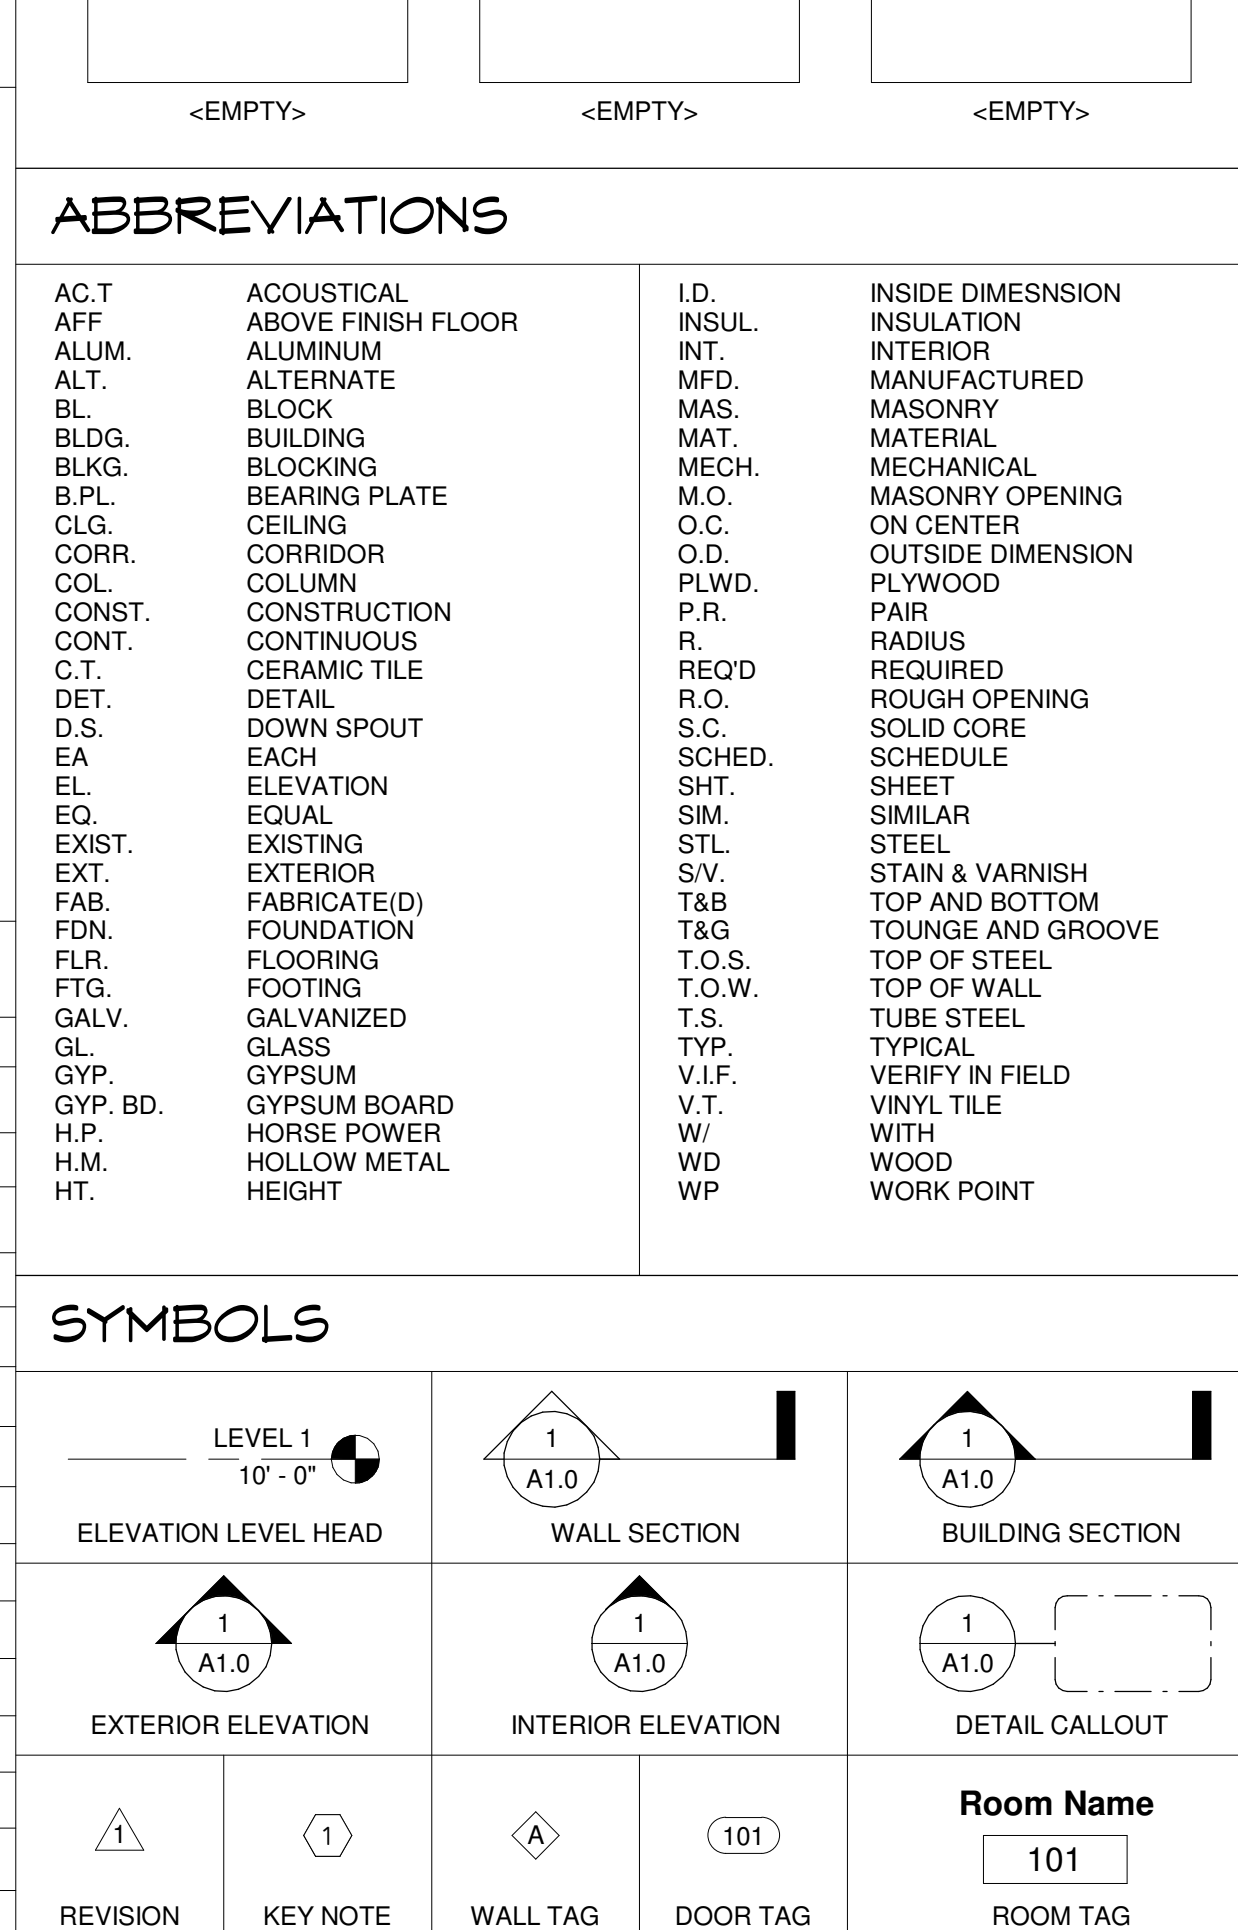 <EMPTY> <EMPTY> <EMPTY>
ABBREVIATIONS
AC.T ACOUSTICAL
AFF ABOVE FINISH FLOOR
ALUM. ALUMINUM
ALT. ALTERNATE
BL. BLOCK
BLDG. BUILDING
BLKG. BLOCKING
B.PL. BEARING PLATE
CLG. CEILING
CORR. CORRIDOR
COL. COLUMN
CONST. CONSTRUCTION
CONT. CONTINUOUS
C.T. CERAMIC TILE
DET. DETAIL
D.S. DOWN SPOUT
EA EACH
EL. ELEVATION
EQ. EQUAL
EXIST. EXISTING
EXT. EXTERIOR
FAB. FABRICATE(D)
FDN. FOUNDATION
FLR. FLOORING
FTG. FOOTING
GALV. GALVANIZED
GL. GLASS
GYP. GYPSUM
GYP. BD. GYPSUM BOARD
H.P. HORSE POWER
H.M. HOLLOW METAL
HT. HEIGHT
I.D. INSIDE DIMESNSION
INSUL. INSULATION
INT. INTERIOR
MFD. MANUFACTURED
MAS. MASONRY
MAT. MATERIAL
MECH. MECHANICAL
M.O. MASONRY OPENING
O.C. ON CENTER
O.D. OUTSIDE DIMENSION
PLWD. PLYWOOD
P.R. PAIR
R. RADIUS
REQ'D REQUIRED
R.O. ROUGH OPENING
S.C. SOLID CORE
SCHED. SCHEDULE
SHT. SHEET
SIM. SIMILAR
STL. STEEL
S/V. STAIN & VARNISH
T&B TOP AND BOTTOM
T&G TOUNGE AND GROOVE
T.O.S. TOP OF STEEL
T.O.W. TOP OF WALL
T.S. TUBE STEEL
TYP. TYPICAL
V.I.F. VERIFY IN FIELD
V.T. VINYL TILE
W/ WITH
WD WOOD
WP WORK POINT
SYMBOLS
LEVEL 1
10' - 0"
ELEVATION LEVEL HEAD
1
A1.0
WALL SECTION
1
A1.0
BUILDING SECTION
1
A1.0
EXTERIOR ELEVATION
1
A1.0
INTERIOR ELEVATION
1
A1.0
DETAIL CALLOUT
1
REVISION
1
KEY NOTE
A
WALL TAG
101
DOOR TAG
Room Name
101
ROOM TAG